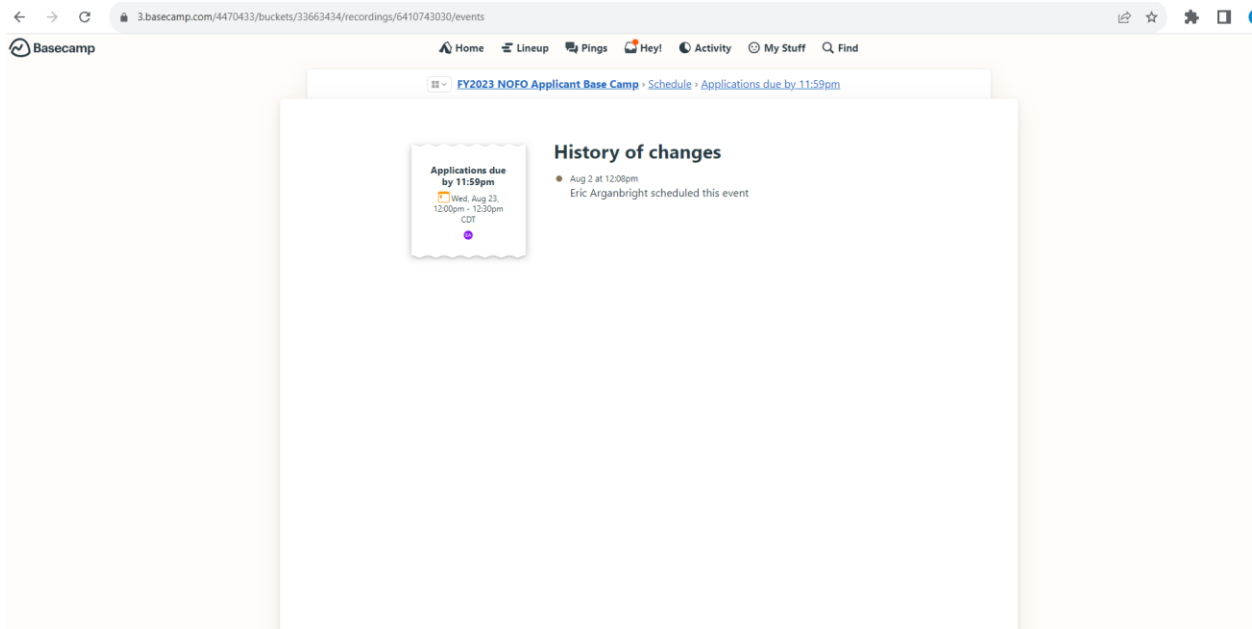 3.basecamp.com/4470433/buckets/33663434/recordings/6410743030/events
Basecamp
Home Lineup Pings Hey! Activity My Stuff Find
FY2023 NOFO Applicant Base Camp › Schedule › Applications due by 11:59pm
Applications due
by 11:59pm
Wed, Aug 23,
12:00pm - 12:30pm
CDT
History of changes
Aug 2 at 12:08pm
Eric Arganbright scheduled this event